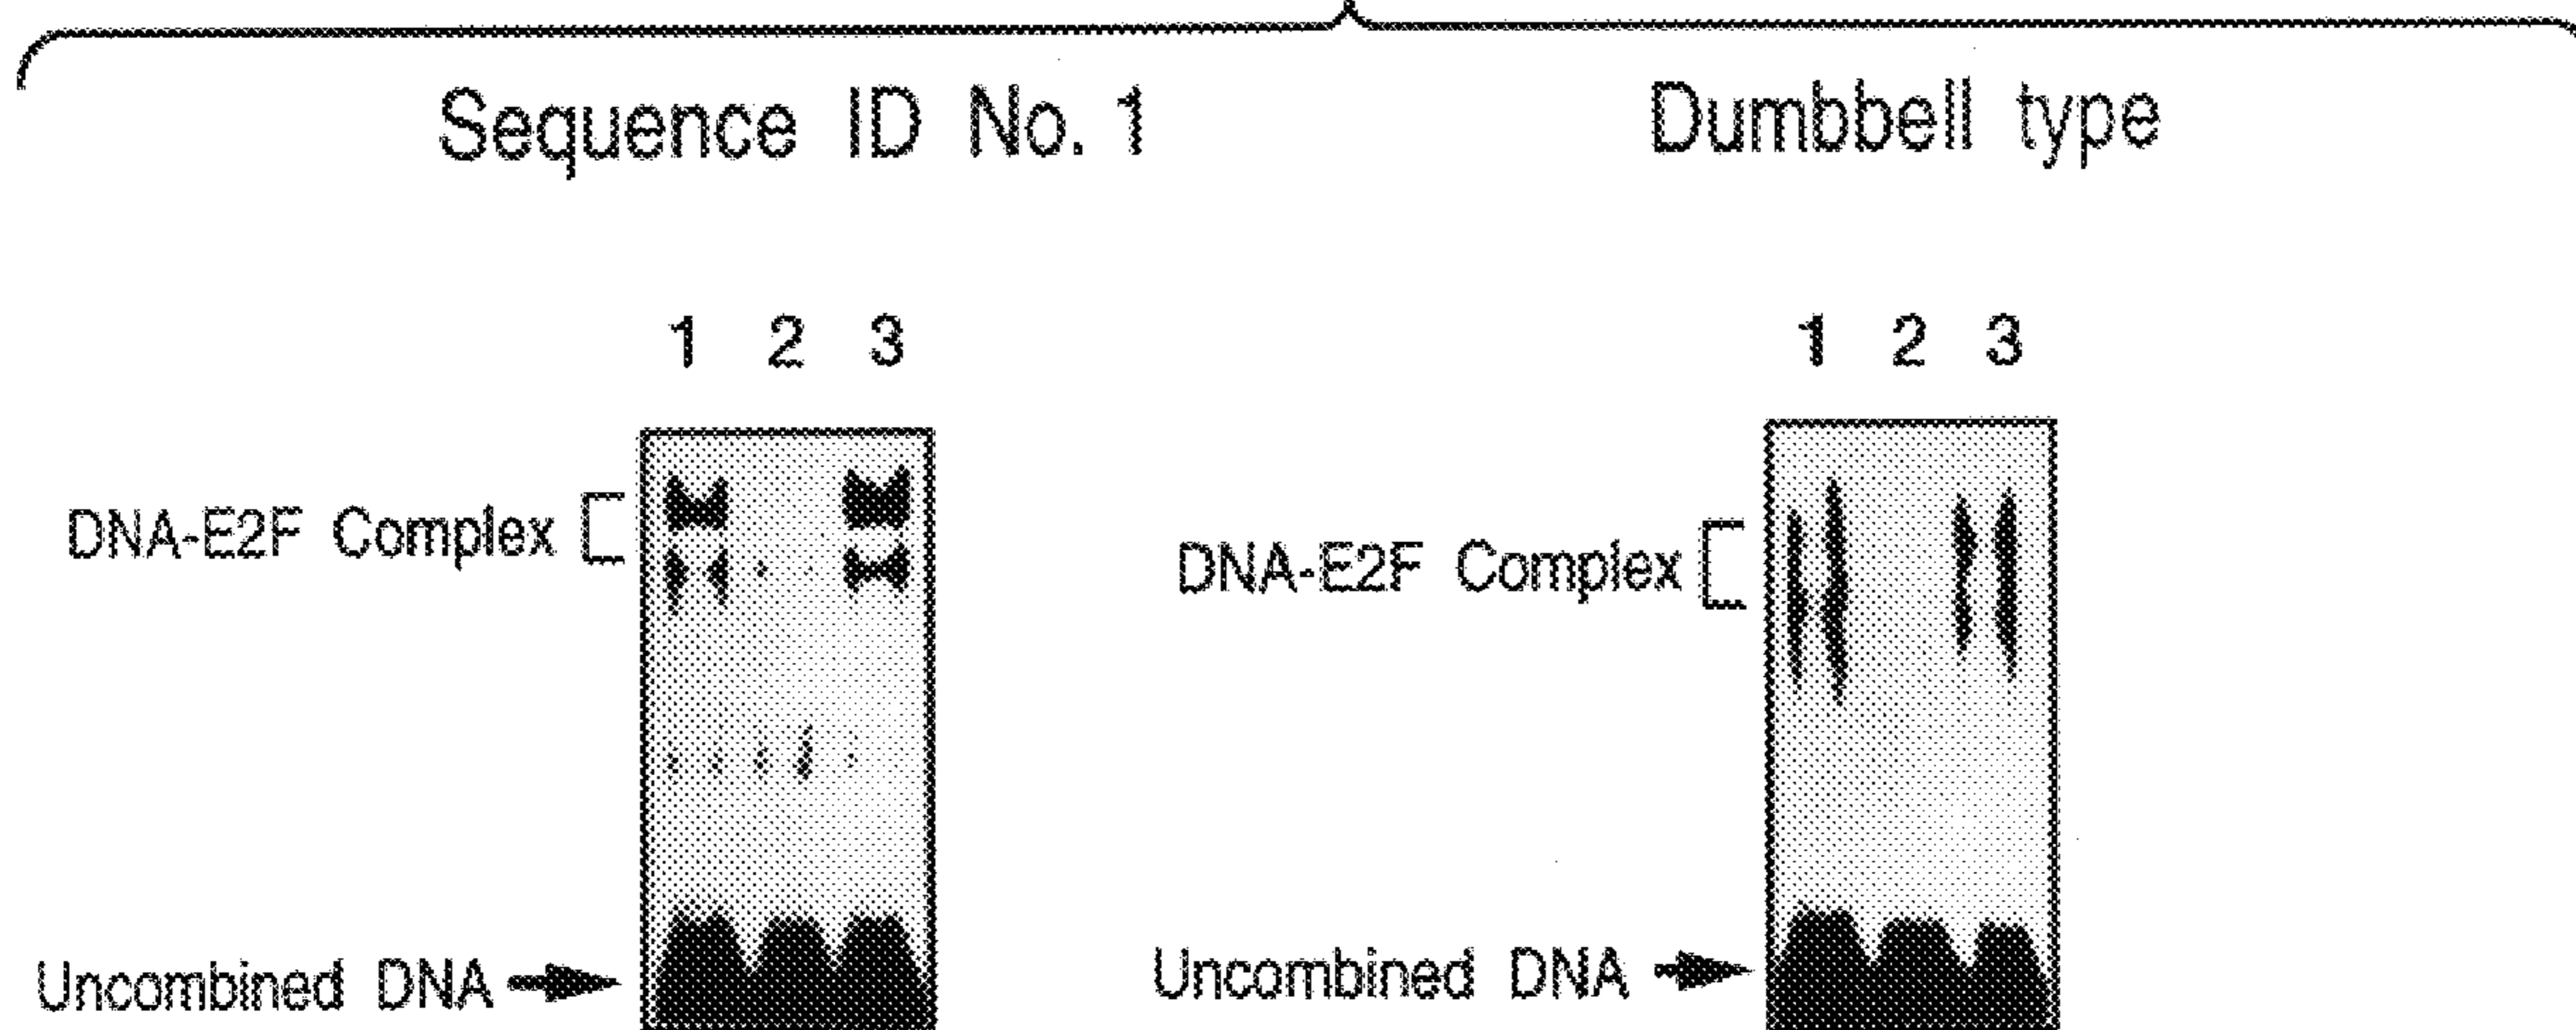 Sequence ID No. 1
1 2 3
DNA-E2F Complex
Uncombined DNA
Dumbbell type
1 2 3
DNA-E2F Complex
Uncombined DNA